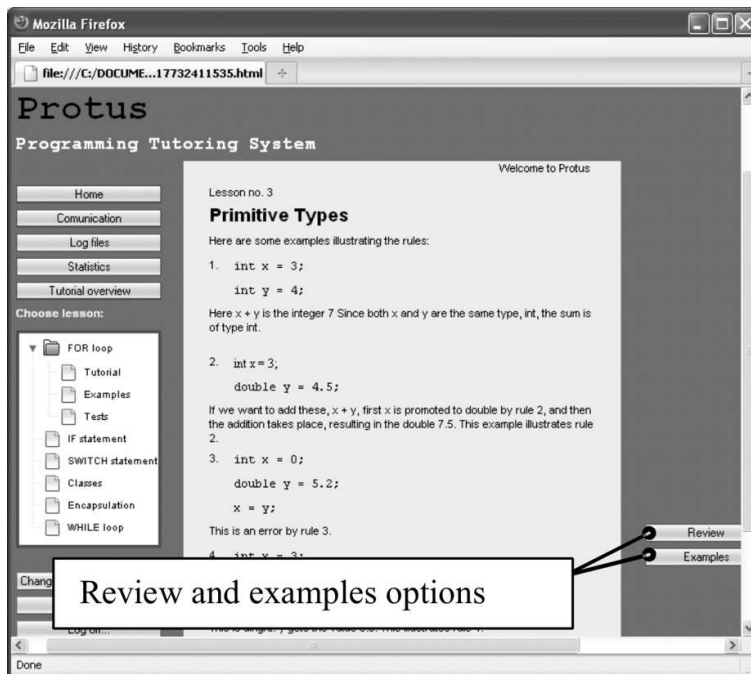 Mozilla Firefox
File Edit View History Bookmarks Tools Help
file:///C:/DOCUME...17732411535.html
Protus
Programming Tutoring System
Welcome to Protus
Home
Comunication
Log files
Statistics
Tutorial overview
Choose lesson:
FOR loop
Tutorial
Examples
Tests
IF statement
SWITCH statement
Classes
Encapsulation
WHILE loop
Chang
Log off...
Lesson no. 3
Primitive Types
Here are some examples illustrating the rules:
1. int x = 3;
int y = 4;
Here x + y is the integer 7 Since both x and y are the same type, int, the sum is
of type int.
2. int x = 3;
double y = 4.5;
If we want to add these, x + y, first x is promoted to double by rule 2, and then
the addition takes place, resulting in the double 7.5. This example illustrates rule
2.
3. int x = 0;
double y = 5.2;
x = y;
This is an error by rule 3.
4. int x = 3;
Review
Examples
Review and examples options
Done